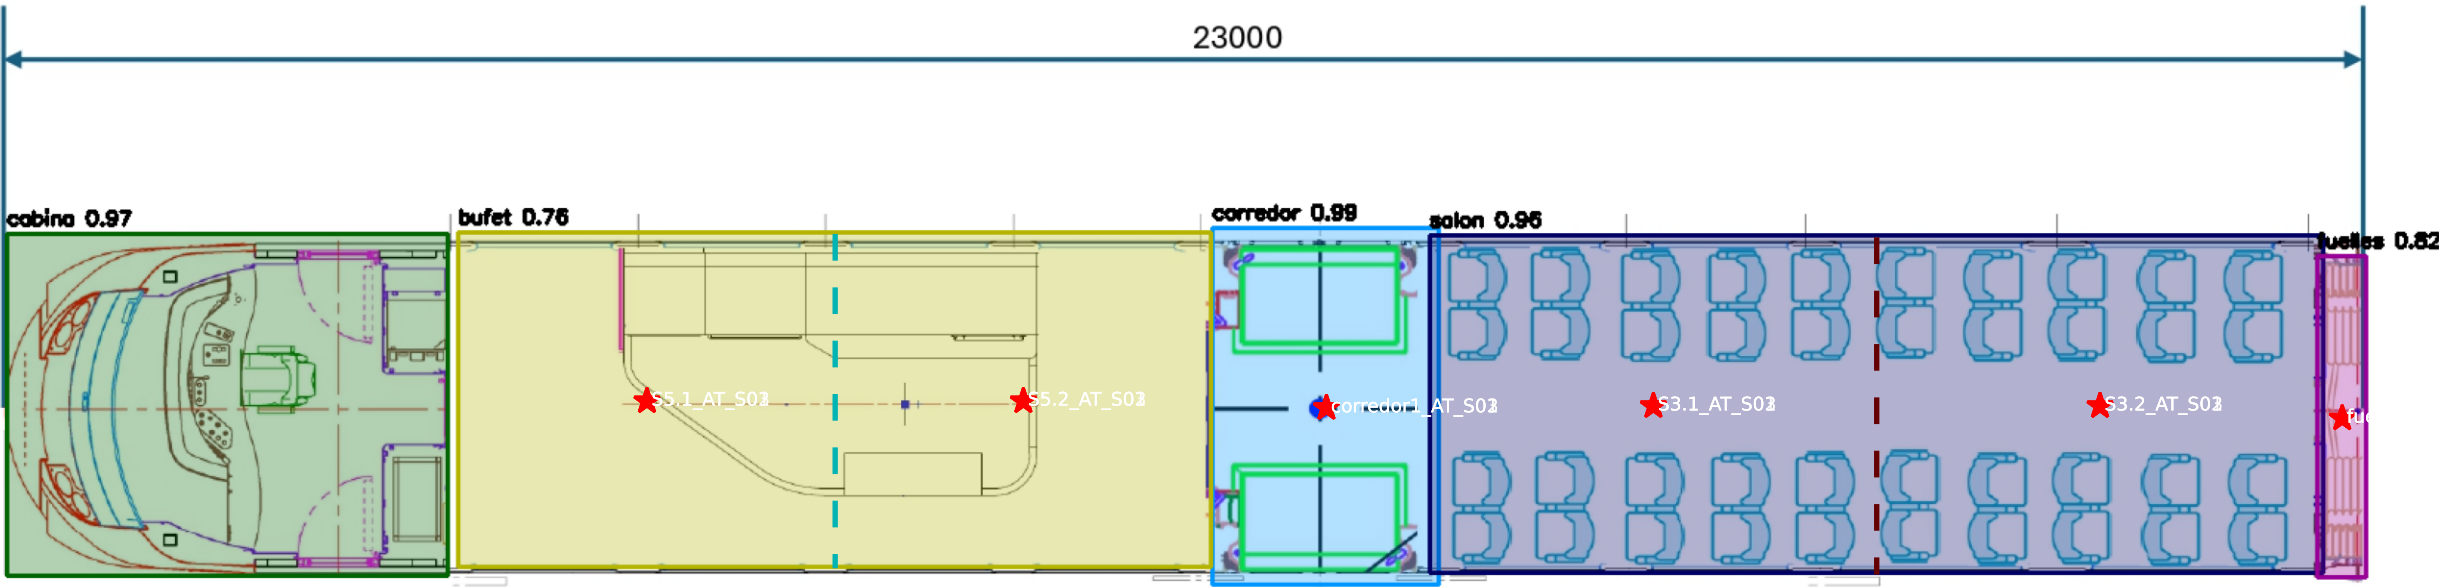 23000
cabina 0.97
bufet 0.76
corredor 0.99
salon 0.96
fuelles 0.82
S5.1_AT_S03
S5.2_AT_S03
corredor1_AT_S03
S3.1_AT_S03
S3.2_AT_S03
fue